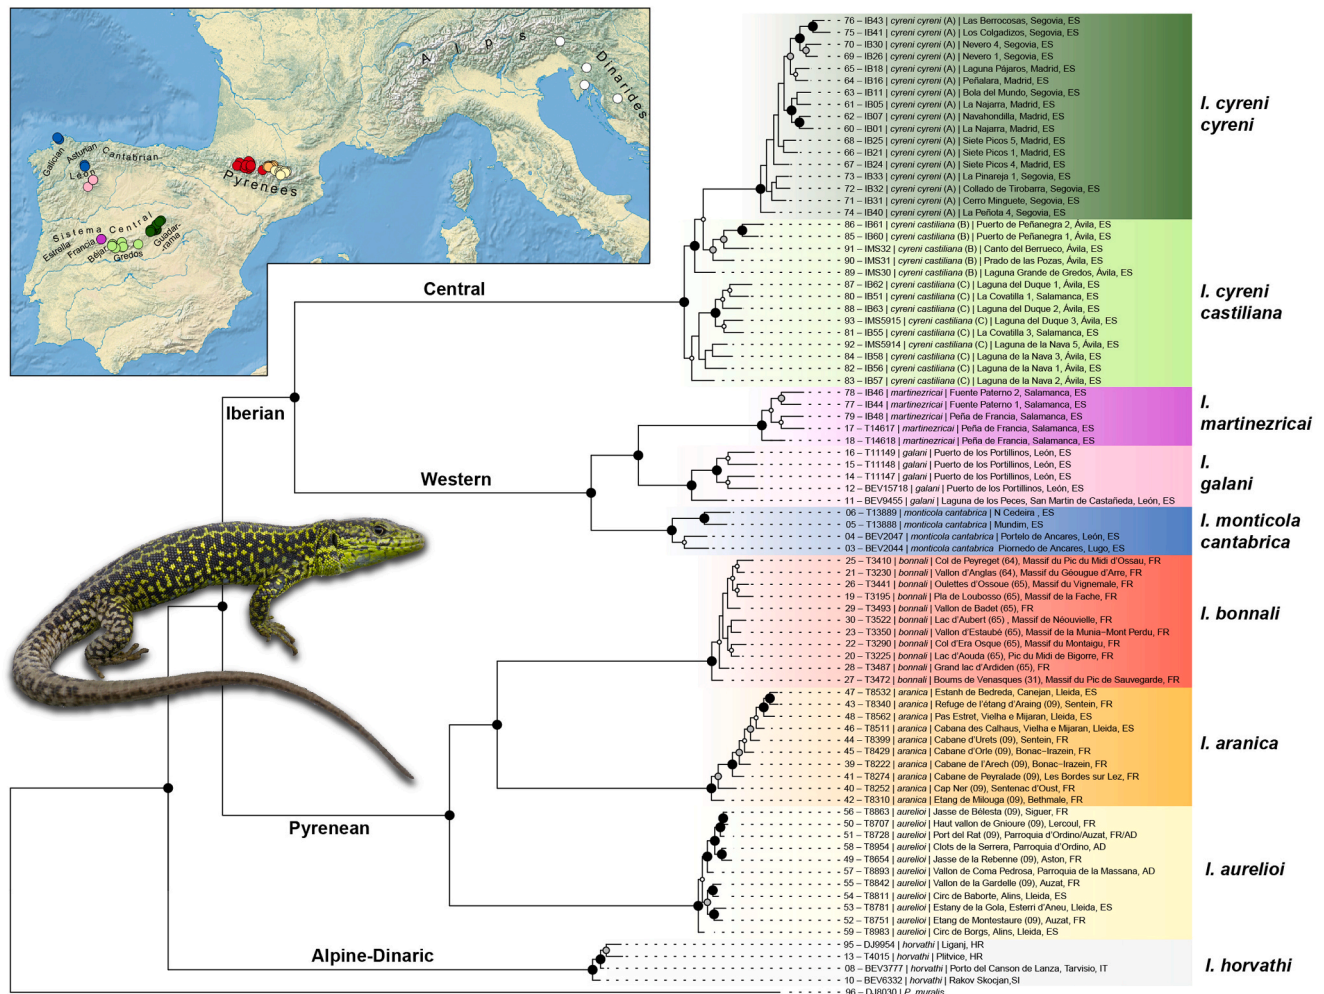 Alps
Dinarides
Galician
Asturian
Cantabrian
León
Pyrenees
Sistema Central
Estrella
Francia
Béjar
Gredos
Guadarrama
Central
Iberian
Western
Pyrenean
Alpine-Dinaric
76 – IB43 | cyreni cyreni (A) | Las Berrocosas, Segovia, ES
75 – IB41 | cyreni cyreni (A) | Los Colgadizos, Segovia, ES
70 – IB30 | cyreni cyreni (A) | Nevero 4, Segovia, ES
69 – IB26 | cyreni cyreni (A) | Nevero 1, Segovia, ES
65 – IB18 | cyreni cyreni (A) | Laguna Pájaros, Madrid, ES
64 – IB16 | cyreni cyreni (A) | Peñalara, Madrid, ES
63 – IB11 | cyreni cyreni (A) | Bola del Mundo, Segovia, ES
61 – IB05 | cyreni cyreni (A) | La Najarra, Madrid, ES
62 – IB07 | cyreni cyreni (A) | Navahondilla, Madrid, ES
60 – IB01 | cyreni cyreni (A) | La Najarra, Madrid, ES
68 – IB25 | cyreni cyreni (A) | Siete Picos 5, Madrid, ES
66 – IB21 | cyreni cyreni (A) | Siete Picos 1, Madrid, ES
67 – IB24 | cyreni cyreni (A) | Siete Picos 4, Madrid, ES
73 – IB33 | cyreni cyreni (A) | La Pinareja 1, Segovia, ES
72 – IB32 | cyreni cyreni (A) | Collado de Tirobarra, Segovia, ES
71 – IB31 | cyreni cyreni (A) | Cerro Minguete, Segovia, ES
74 – IB40 | cyreni cyreni (A) | La Peñota 4, Segovia, ES
I. cyreni
cyreni
86 – IB61 | cyreni castiliana (B) | Puerto de Peñanegra 2, Ávila, ES
85 – IB60 | cyreni castiliana (B) | Puerto de Peñanegra 1, Ávila, ES
91 – IMS32 | cyreni castiliana (B) | Canto del Berrueco, Ávila, ES
90 – IMS31 | cyreni castiliana (B) | Prado de las Pozas, Ávila, ES
89 – IMS30 | cyreni castiliana (B) | Laguna Grande de Gredos, Ávila, ES
87 – IB62 | cyreni castiliana (C) | Laguna del Duque 1, Ávila, ES
80 – IB51 | cyreni castiliana (C) | La Covatilla 1, Salamanca, ES
88 – IB63 | cyreni castiliana (C) | Laguna del Duque 2, Ávila, ES
93 – IMS5915 | cyreni castiliana (C) | Laguna del Duque 3, Ávila, ES
81 – IB55 | cyreni castiliana (C) | La Covatilla 3, Salamanca, ES
92 – IMS5914 | cyreni castiliana (C) | Laguna de la Nava 5, Ávila, ES
84 – IB58 | cyreni castiliana (C) | Laguna de la Nava 3, Ávila, ES
82 – IB56 | cyreni castiliana (C) | Laguna de la Nava 1, Ávila, ES
83 – IB57 | cyreni castiliana (C) | Laguna de la Nava 2, Ávila, ES
I. cyreni
castiliana
78 – IB46 | martinezricai | Fuente Paterno 2, Salamanca, ES
77 – IB44 | martinezricai | Fuente Paterno 1, Salamanca, ES
79 – IB48 | martinezricai | Peña de Francia, Salamanca, ES
17 – T14617 | martinezricai | Peña de Francia, Salamanca, ES
18 – T14618 | martinezricai | Peña de Francia, Salamanca, ES
I.
martinezricai
16 – T11149 | galani | Puerto de los Portillinos, León, ES
15 – T11148 | galani | Puerto de los Portillinos, León, ES
14 – T11147 | galani | Puerto de los Portillinos, León, ES
12 – BEV15718 | galani | Puerto de los Portillinos, León, ES
11 – BEV9455 | galani | Laguna de los Peces, San Martin de Castañeda, León, ES
I.
galani
06 – T13889 | monticola cantabrica | N Cedeira , ES
05 – T13888 | monticola cantabrica | Mundim, ES
04 – BEV2047 | monticola cantabrica | Portelo de Ancares, León, ES
03 – BEV2044 | monticola cantabrica Piornedo de Ancares, Lugo, ES
I. monticola
cantabrica
25 – T3410 | bonnali | Col de Peyreget (64), Massif du Pic du Midi d'Ossau, FR
21 – T3230 | bonnali | Vallon d'Anglas (64), Massif du Géougue d'Arre, FR
26 – T3441 | bonnali | Oulettes d'Ossoue (65), Massif du Vignemale, FR
19 – T3195 | bonnali | Pla de Loubosso (65), Massif de la Fache, FR
29 – T3493 | bonnali | Vallon de Badet (65), FR
30 – T3522 | bonnali | Lac d'Aubert (65) , Massif de Néouvielle, FR
23 – T3350 | bonnali | Vallon d'Estaubé (65), Massif de la Munia−Mont Perdu, FR
22 – T3290 | bonnali | Col d'Era Osque (65), Massif du Montaigu, FR
20 – T3225 | bonnali | Lac d'Aouda (65), Pic du Midi de Bigorre, FR
28 – T3487 | bonnali | Grand lac d'Ardiden (65), FR
27 – T3472 | bonnali | Boums de Venasques (31), Massif du Pic de Sauvegarde, FR
I. bonnali
47 – T8532 | aranica | Estanh de Bedreda, Canejan, Lleida, ES
43 – T8340 | aranica | Refuge de l'étang d'Araing (09), Sentein, FR
48 – T8562 | aranica | Pas Estret, Vielha e Mijaran, Lleida, ES
46 – T8511 | aranica | Cabana des Calhaus, Vielha e Mijaran, Lleida, ES
44 – T8399 | aranica | Cabane d'Urets (09), Sentein, FR
45 – T8429 | aranica | Cabane d'Orle (09), Bonac−Irazein, FR
39 – T8222 | aranica | Cabane de l'Arech (09), Bonac−Irazein, FR
41 – T8274 | aranica | Cabane de Peyralade (09), Les Bordes sur Lez, FR
40 – T8252 | aranica | Cap Ner (09), Sentenac d'Oust, FR
42 – T8310 | aranica | Etang de Milouga (09), Bethmale, FR
I. aranica
56 – T8863 | aurelioi | Jasse de Bélesta (09), Siguer, FR
50 – T8707 | aurelioi | Haut vallon de Gnioure (09), Lercoul, FR
51 – T8728 | aurelioi | Port del Rat (09), Parroquia d'Ordino/Auzat, FR/AD
58 – T8954 | aurelioi | Clots de la Serrera, Parroquia d'Ordino, AD
49 – T8654 | aurelioi | Jasse de la Rebenne (09), Aston, FR
57 – T8893 | aurelioi | Vallon de Coma Pedrosa, Parroquia de la Massana, AD
55 – T8842 | aurelioi | Vallon de la Gardelle (09), Auzat, FR
54 – T8811 | aurelioi | Circ de Baborte, Alins, Lleida, ES
53 – T8781 | aurelioi | Estany de la Gola, Esterri d'Aneu, Lleida, ES
52 – T8751 | aurelioi | Etang de Montestaure (09), Auzat, FR
59 – T8983 | aurelioi | Circ de Borgs, Alins, Lleida, ES
I. aurelioi
95 – DJ9954 | horvathi | Liganj, HR
13 – T4015 | horvathi | Plitvice, HR
08 – BEV3777 | horvathi | Porto del Canson de Lanza, Tarvisio, IT
10 – BEV6332 | horvathi | Rakov Skocjan,SI
I. horvathi
96 – DJ8030 | P. muralis